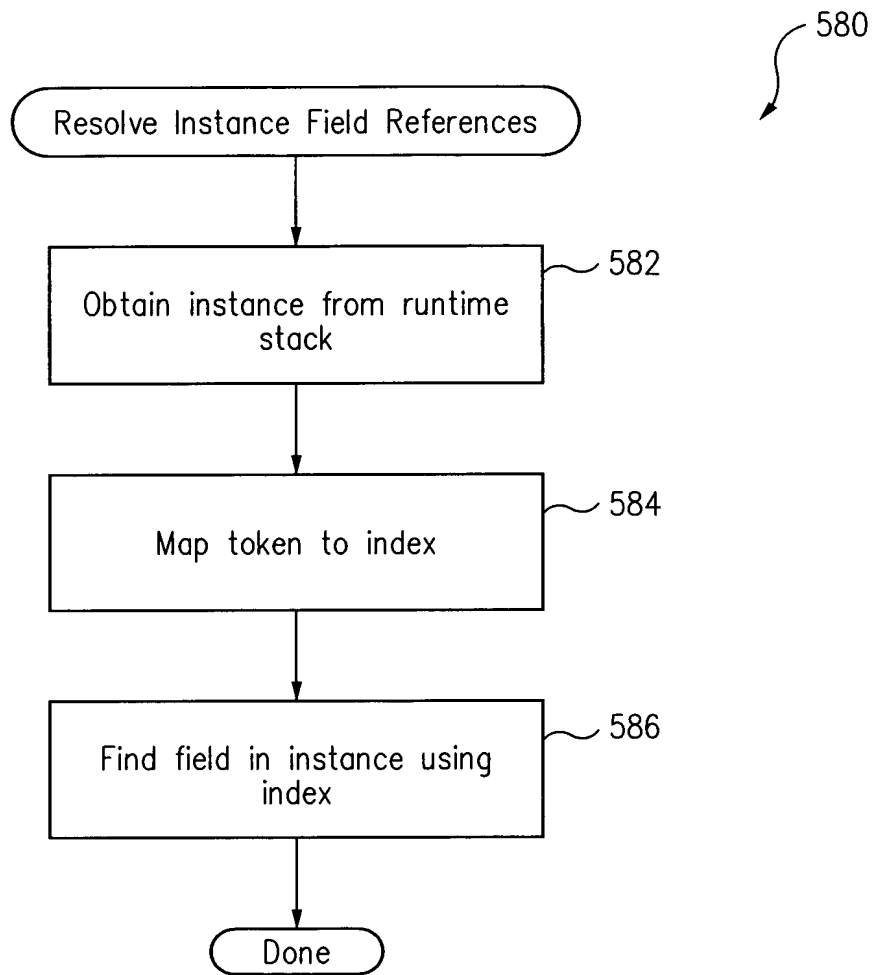 580
Resolve Instance Field References
582
Obtain instance from runtime
stack
584
Map token to index
586
Find field in instance using
index
Done